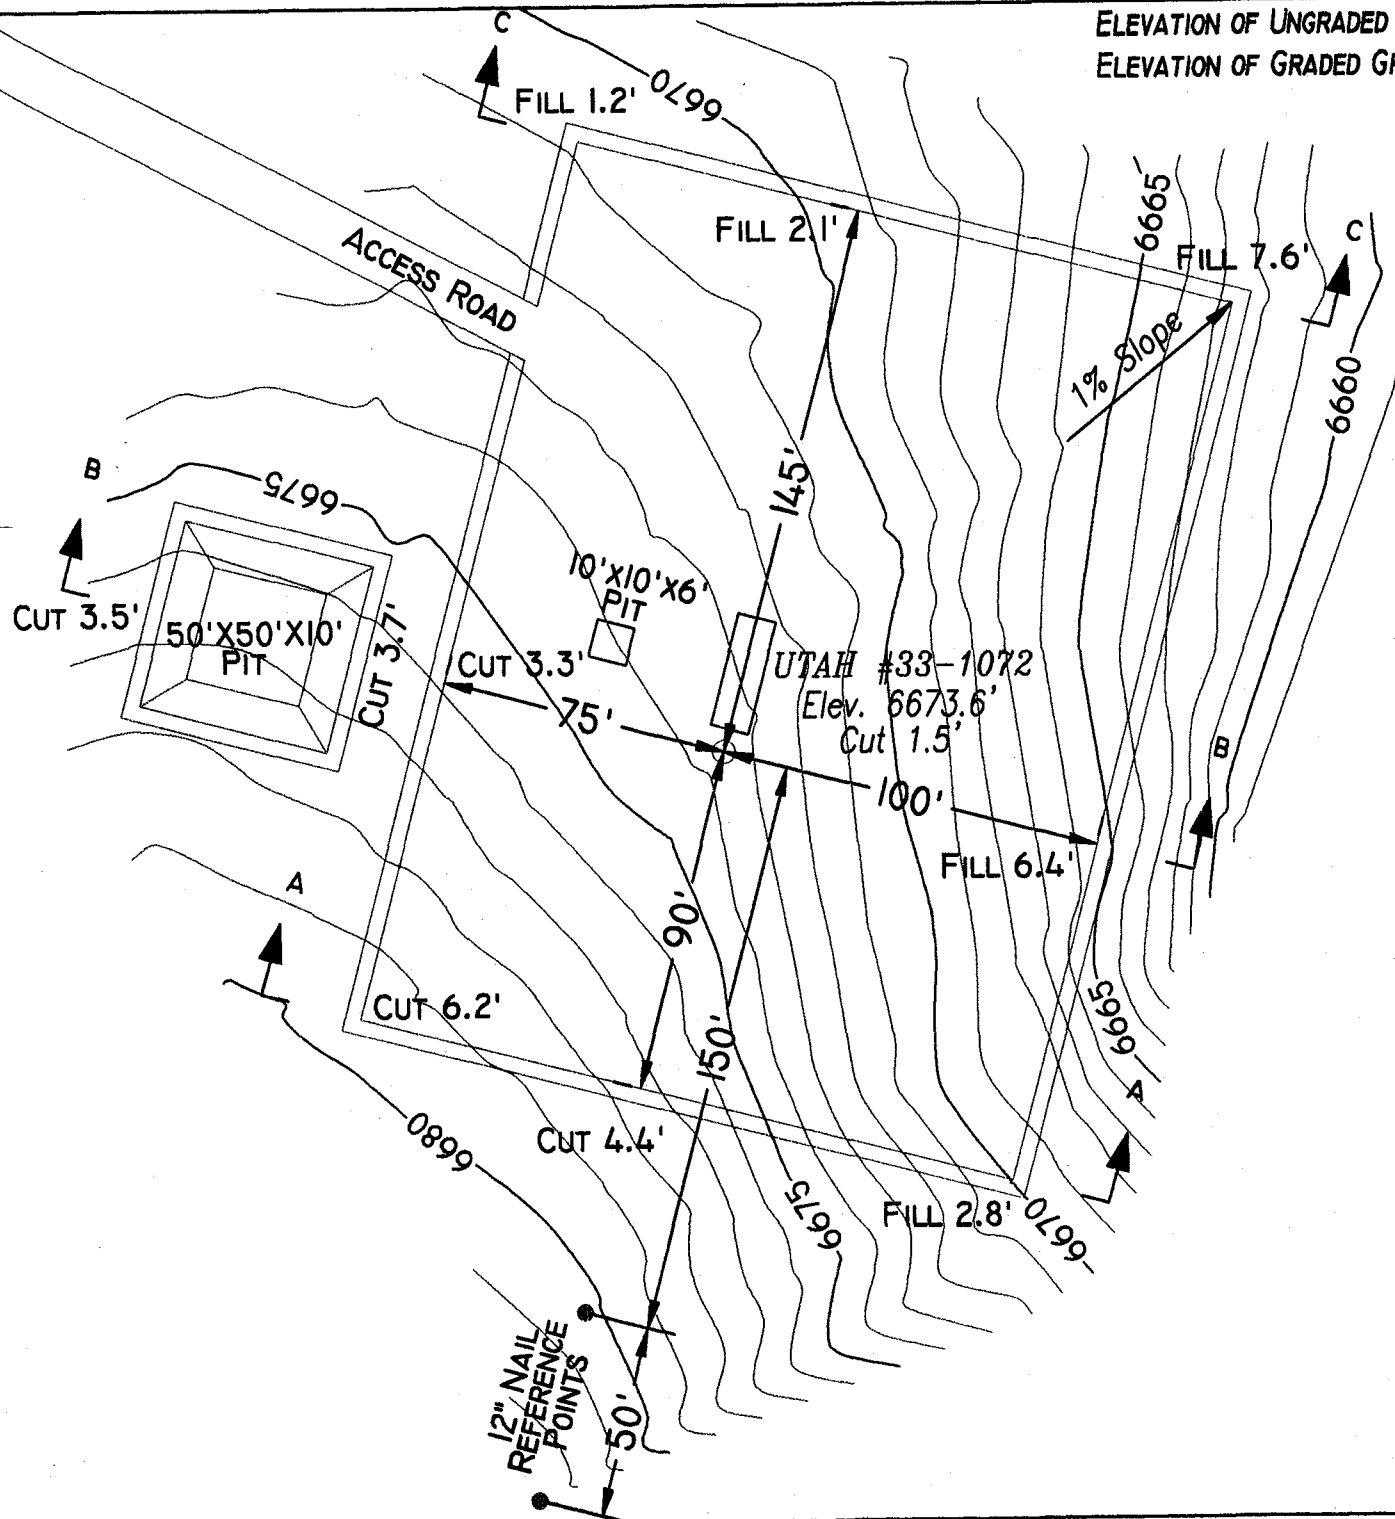 ELEVATION OF UNGRADED
ELEVATION OF GRADED
C
FILL 1.2'
6670
6665
FILL 2.1'
FILL 7.6'
C
ACCESS ROAD
1% Slope
6660
B
6675
145'
10'X10'X6'
PIT
CUT 3.5'
50'X50'X10'
PIT
CUT 3.7'
CUT 3.3'
UTAH #33-1072
Elev. 6673.6'
Cut 1.5'
75'
B
100'
FILL 6.4'
A
90'
CUT 6.2'
6665
150'
A
6680
CUT 4.4'
6675
FILL 2.8'
6670
12" NAIL
REFERENCE
POINTS
50'